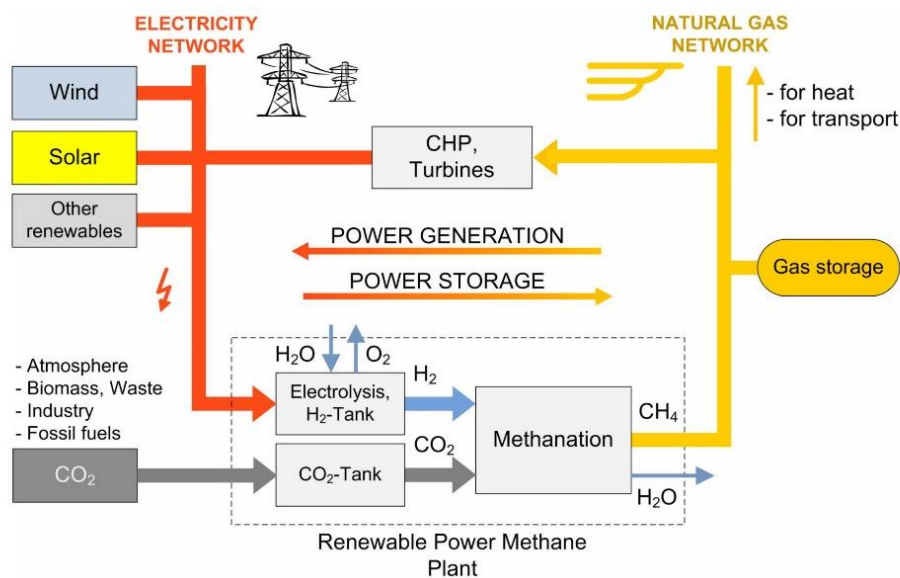 ELECTRICITY
NETWORK
NATURAL GAS
NETWORK
Wind
- for heat
- for transport
Solar
CHP,
Turbines
Other
renewables
POWER GENERATION
POWER STORAGE
Gas storage
- Atmosphere
- Biomass, Waste
- Industry
- Fossil fuels
H₂O
O₂
Electrolysis,
H₂-Tank
H₂
Methanation
CH₄
CO₂
CO₂-Tank
CO₂
H₂O
Renewable Power Methane
Plant